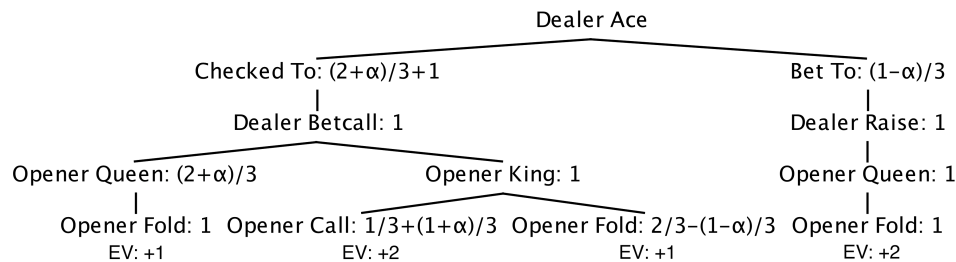 Dealer Ace
Checked To: (2+α)/3+1
Bet To: (1−α)/3
Dealer Betcall: 1
Dealer Raise: 1
Opener Queen: (2+α)/3
Opener King: 1
Opener Queen: 1
Opener Fold: 1
Opener Call: 1/3+(1+α)/3
Opener Fold: 2/3−(1−α)/3
Opener Fold: 1
EV: +1
EV: +2
EV: +1
EV: +2